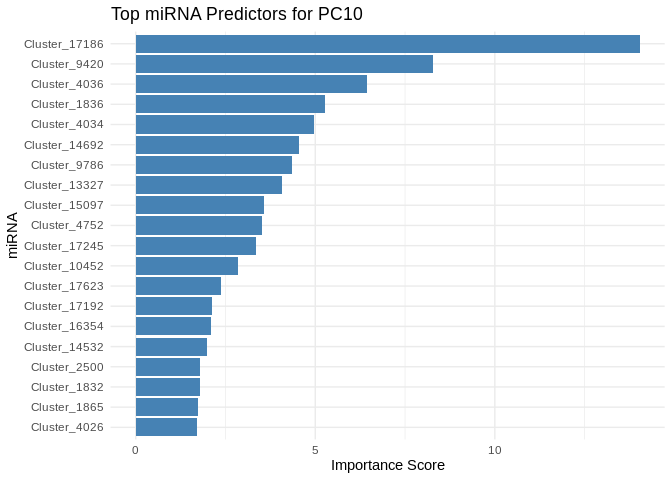 Top miRNA Predictors for PC10
miRNA
Cluster_17186
Cluster_9420
Cluster_4036
Cluster_1836
Cluster_4034
Cluster_14692
Cluster_9786
Cluster_13327
Cluster_15097
Cluster_4752
Cluster_17245
Cluster_10452
Cluster_17623
Cluster_17192
Cluster_16354
Cluster_14532
Cluster_2500
Cluster_1832
Cluster_1865
Cluster_4026
0 5 10
Importance Score